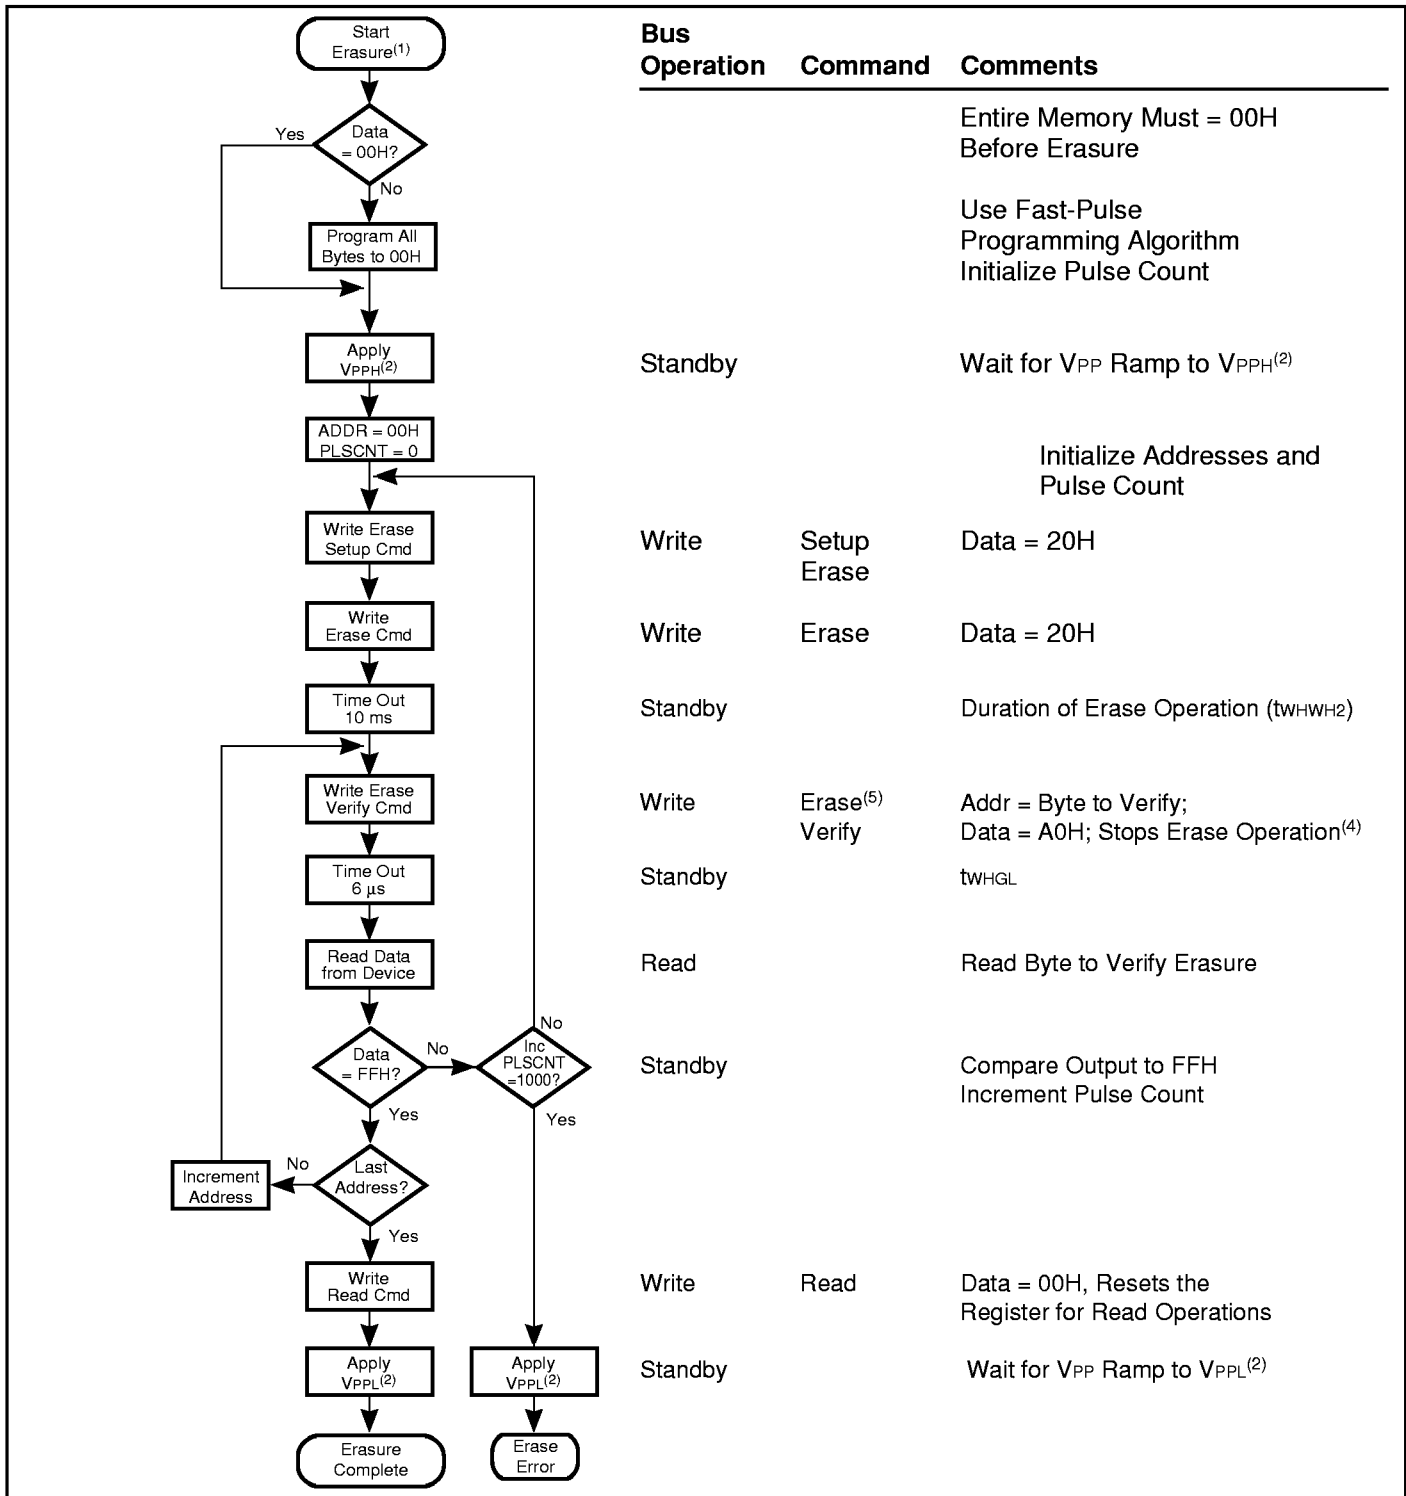 Start
Erasure(1)
Yes
Data
= 00H?
No
Program All
Bytes to 00H
Apply
VPPH(2)
ADDR = 00H
PLSCNT = 0
Write Erase
Setup Cmd
Write
Erase Cmd
Time Out
10 ms
Write Erase
Verify Cmd
Time Out
6 µs
Read Data
from Device
Data
= FFH?
No
Yes
No
Inc
PLSCNT
=1000?
Yes
Increment
Address
No
Last
Address?
Yes
Write
Read Cmd
Apply
VPPL(2)
Apply
VPPL(2)
Erasure
Complete
Erase
Error
Bus
Operation Command Comments
Entire Memory Must = 00H
Before Erasure
Use Fast-Pulse
Programming Algorithm
Initialize Pulse Count
Standby Wait for VPP Ramp to VPPH(2)
Initialize Addresses and
Pulse Count
Write Setup Data = 20H
Erase
Write Erase Data = 20H
Standby Duration of Erase Operation (tWHWH2)
Write Erase(5) Addr = Byte to Verify;
Verify Data = A0H; Stops Erase Operation(4)
Standby tWHGL
Read Read Byte to Verify Erasure
Standby Compare Output to FFH
Increment Pulse Count
Write Read Data = 00H, Resets the
Register for Read Operations
Standby Wait for VPP Ramp to VPPL(2)